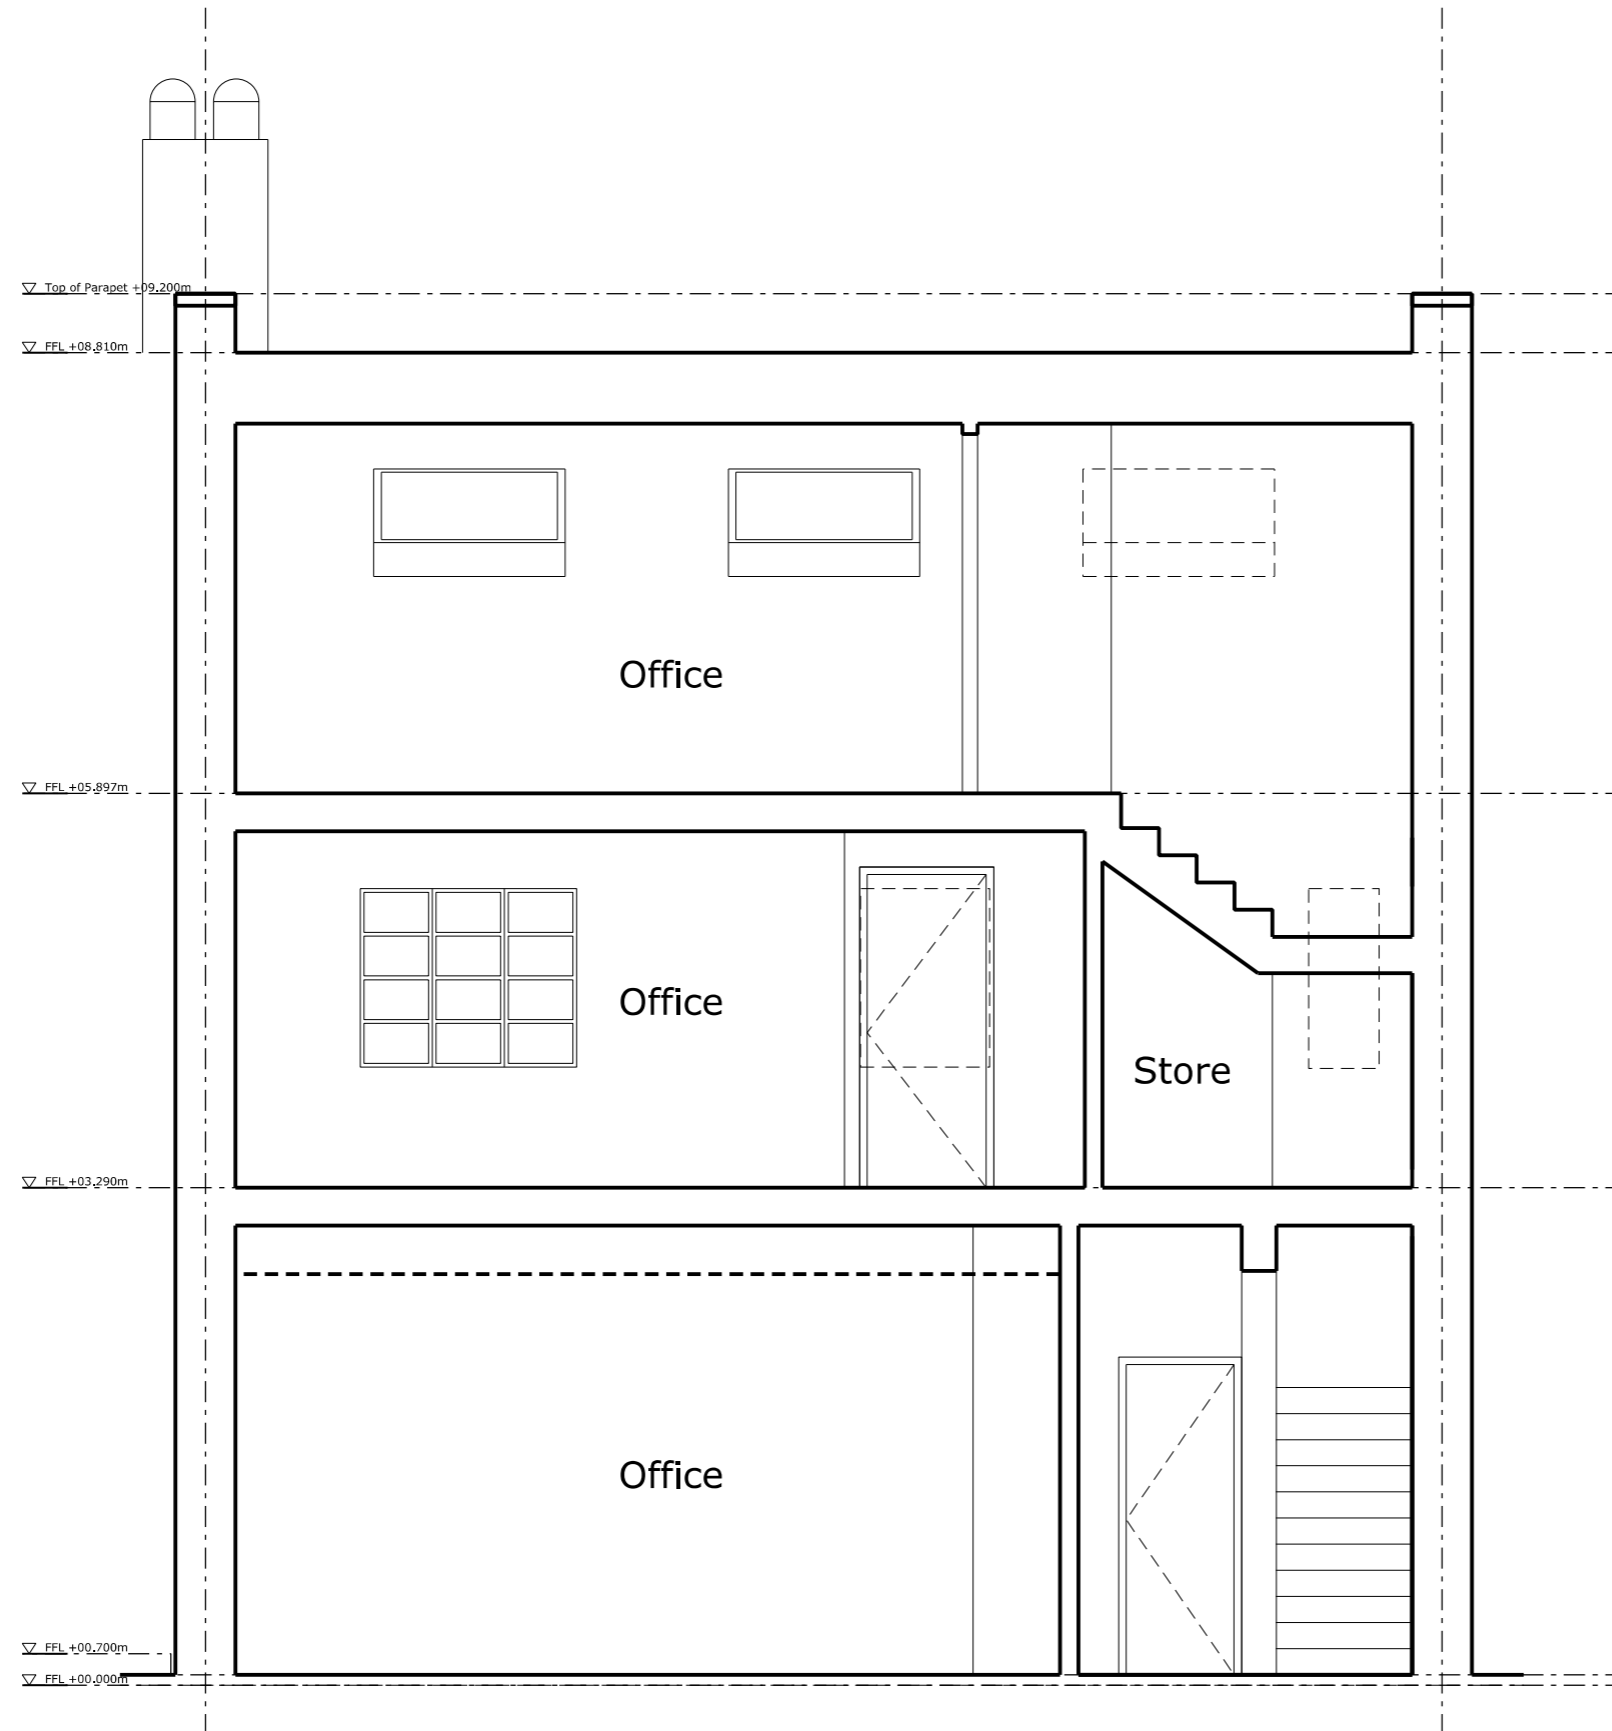 Top of Parapet +09.200m
FFL +08.810m
Office
FFL +05.897m
Office
Store
FFL +03.290m
Office
FFL +00.700m
FFL +00.000m